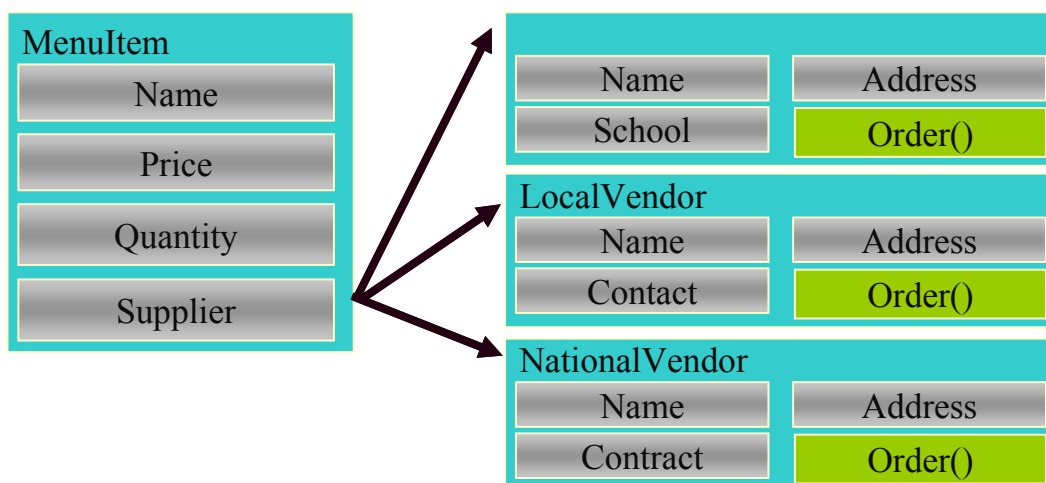 MenuItem
Name
Price
Quantity
Supplier
Name Address
School Order()
LocalVendor
Name Address
Contact Order()
NationalVendor
Name Address
Contract Order()